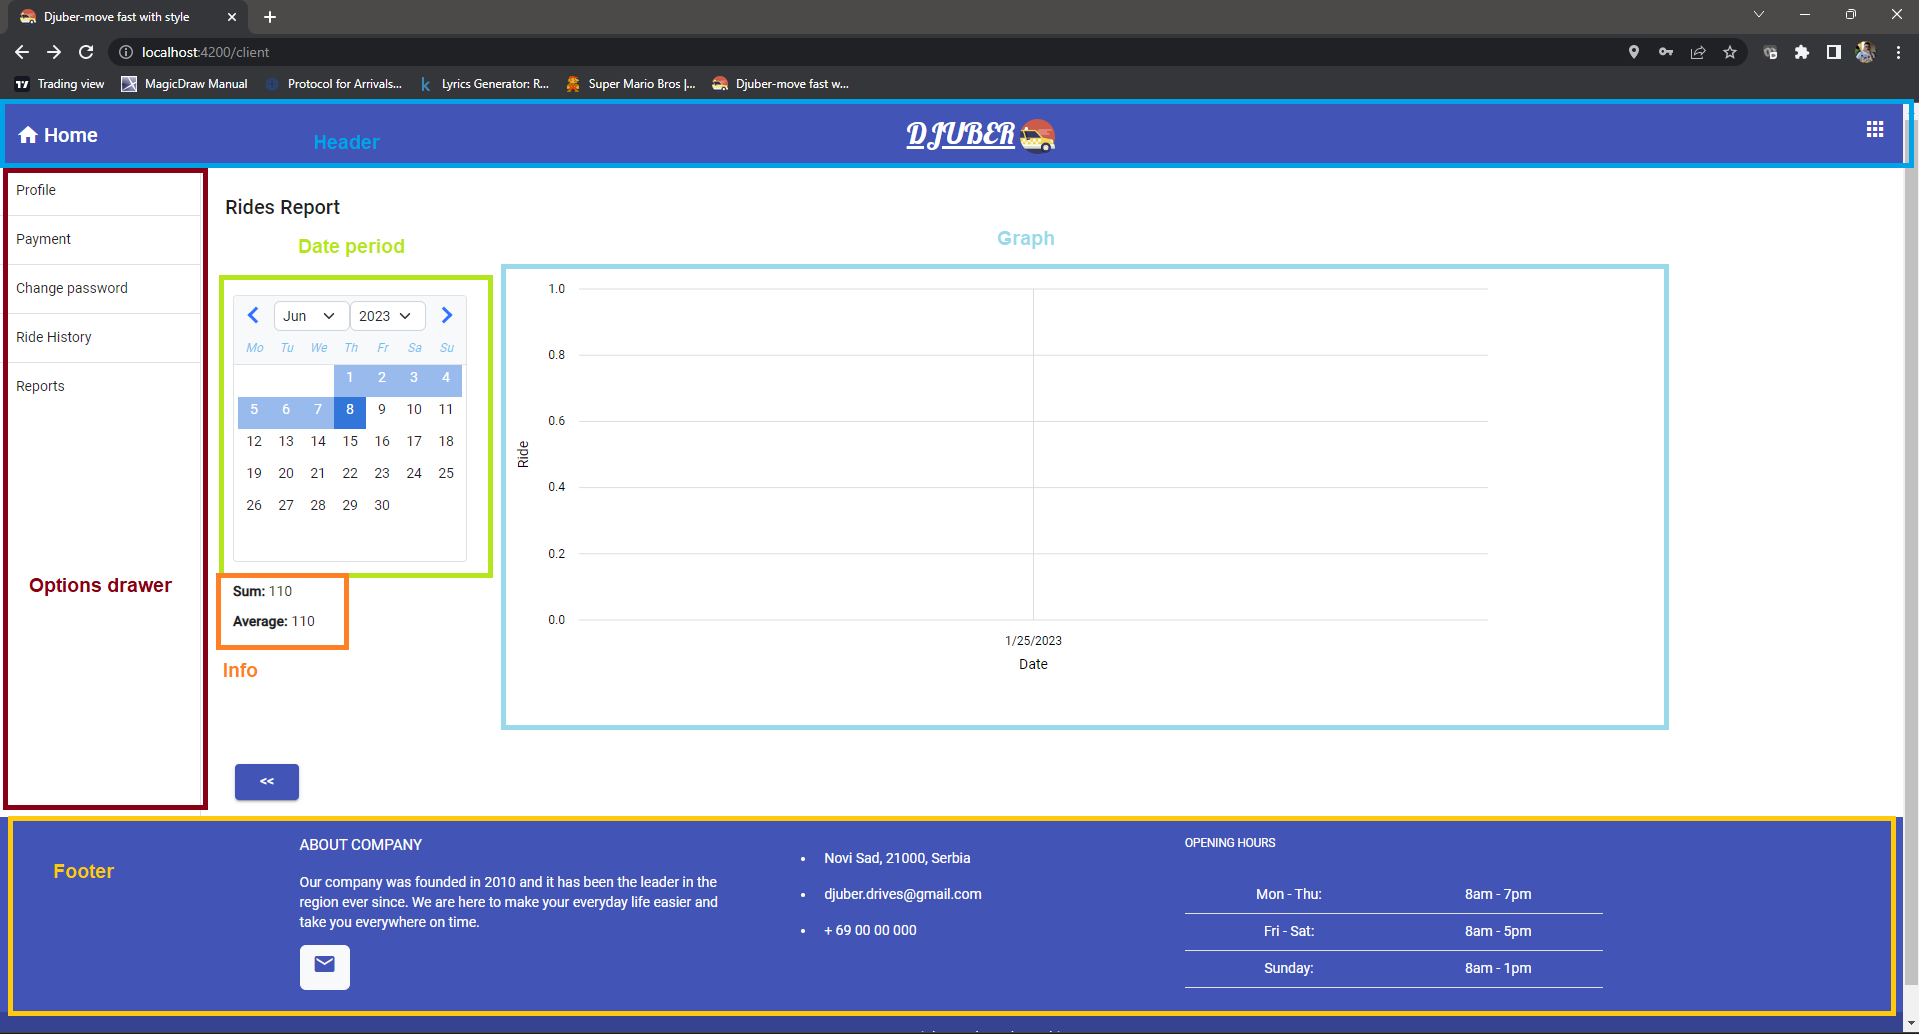 Djuber-move fast with style
localhost:4200/client
Trading view
MagicDraw Manual
Protocol for Arrivals...
k Lyrics Generator: R...
Super Mario Bros |...
Djuber-move fast w...
Home
Header
DJUBER
Profile
Payment
Change password
Ride History
Reports
Options drawer
Rides Report
Date period
Graph
Jun 2023
Mo Tu We Th Fr Sa Su
1 2 3 4
5 6 7 8 9 10 11
12 13 14 15 16 17 18
19 20 21 22 23 24 25
26 27 28 29 30
Sum: 110
Average: 110
Info
1.0
0.8
0.6
0.4
0.2
0.0
Ride
1/25/2023
Date
<<
Footer
ABOUT COMPANY
Our company was founded in 2010 and it has been the leader in the
region ever since. We are here to make your everyday life easier and
take you everywhere on time.
• Novi Sad, 21000, Serbia
• djuber.drives@gmail.com
• + 69 00 00 000
OPENING HOURS
Mon - Thu: 8am - 7pm
Fri - Sat: 8am - 5pm
Sunday: 8am - 1pm